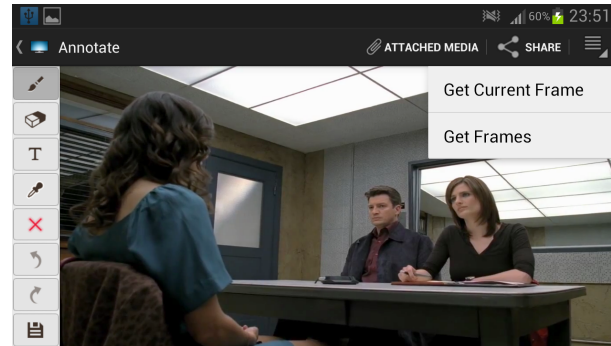 60% 23:51
Annotate ATTACHED MEDIA SHARE
Get Current Frame
Get Frames
T